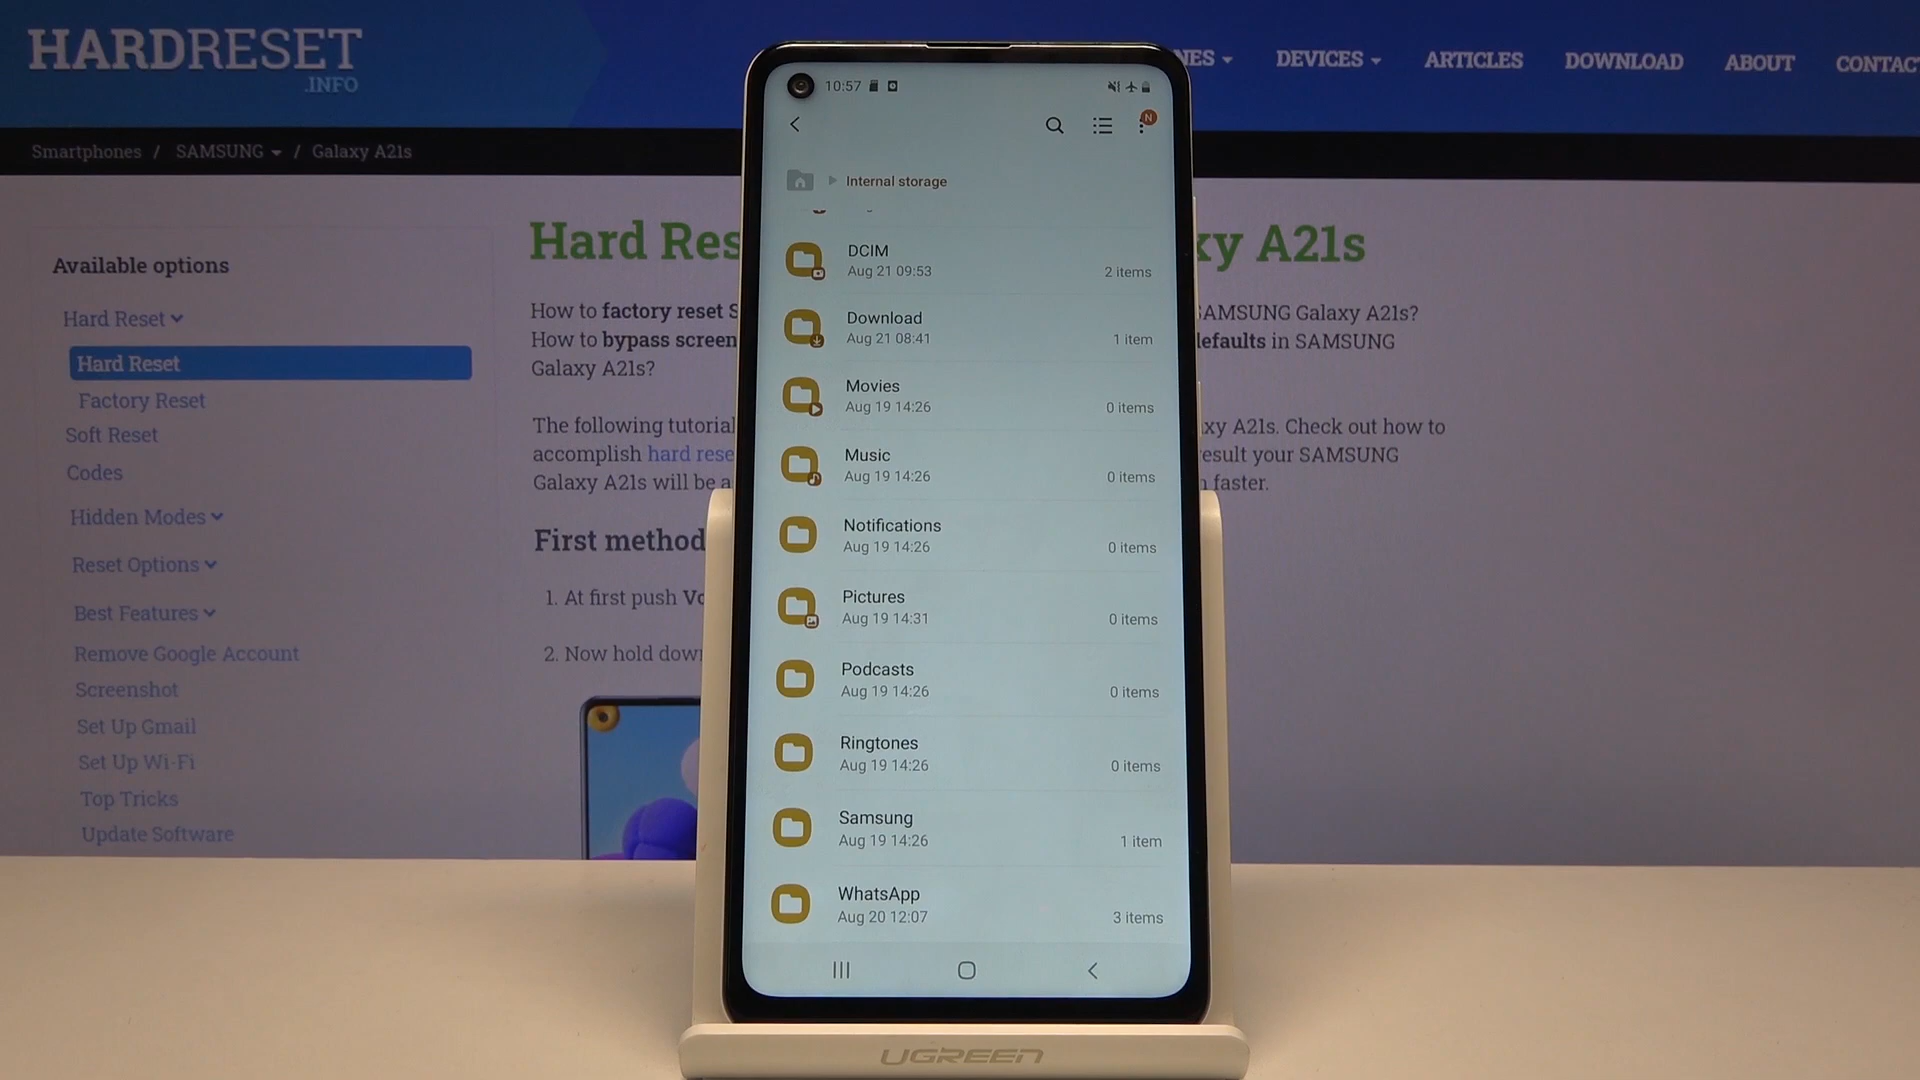 HARDRESET
.INFO
DEVICES
ARTICLES
DOWNLOAD
ABOUT
Smartphones / SAMSUNG / Galaxy A21s
Available options
Hard Reset
Hard Reset
Factory Reset
Soft Reset
Codes
Hidden Modes
Reset Options
Best Features
Remove Google Account
Screenshot
Set Up Gmail
Set Up Wi-Fi
Top Tricks
Update Software
Hard Res
xy A21s
How to factory reset S
SAMSUNG Galaxy A21s?
How to bypass screen
defaults in SAMSUNG
Galaxy A21s?
The following tutorial
xy A21s. Check out how to
accomplish hard rese
result your SAMSUNG
Galaxy A21s will be a
faster.
First method
1. At first push Vo
2. Now hold down
10:57
N
Internal storage
DCIM
Aug 21 09:53
2 items
Download
Aug 21 08:41
1 item
Movies
Aug 19 14:26
0 items
Music
Aug 19 14:26
0 items
Notifications
Aug 19 14:26
0 items
Pictures
Aug 19 14:31
0 items
Podcasts
Aug 19 14:26
0 items
Ringtones
Aug 19 14:26
0 items
Samsung
Aug 19 14:26
1 item
WhatsApp
Aug 20 12:07
3 items
UGREEN